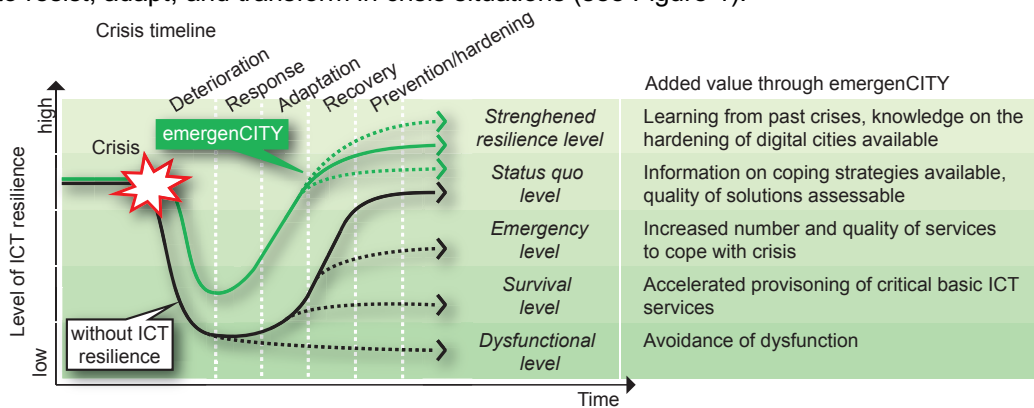 to resist, adapt, and transform in crisis situations (see Figure 1).
Crisis timeline
Deterioration
Response
Adaptation
Recovery
Prevention/hardening
Added value through emergenCITY
high
emergenCITY
Crisis
Strenghened
resilience level
Learning from past crises, knowledge on the
hardening of digital cities available
Status quo
level
Information on coping strategies available,
quality of solutions assessable
Level of ICT resilience
Emergency
level
Increased number and quality of services
to cope with crisis
Survival
level
Accelerated provisoning of critical basic ICT
services
without ICT
resilience
Dysfunctional
level
Avoidance of dysfunction
low
Time